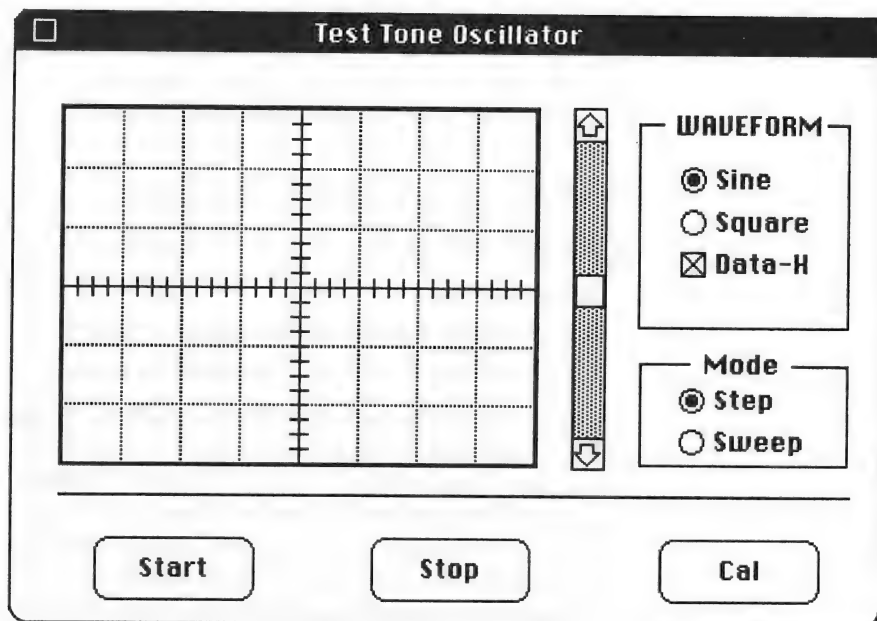 Test Tone Oscillator
WAVEFORM
Sine
Square
Data-H
Mode
Step
Sweep
Start
Stop
Cal